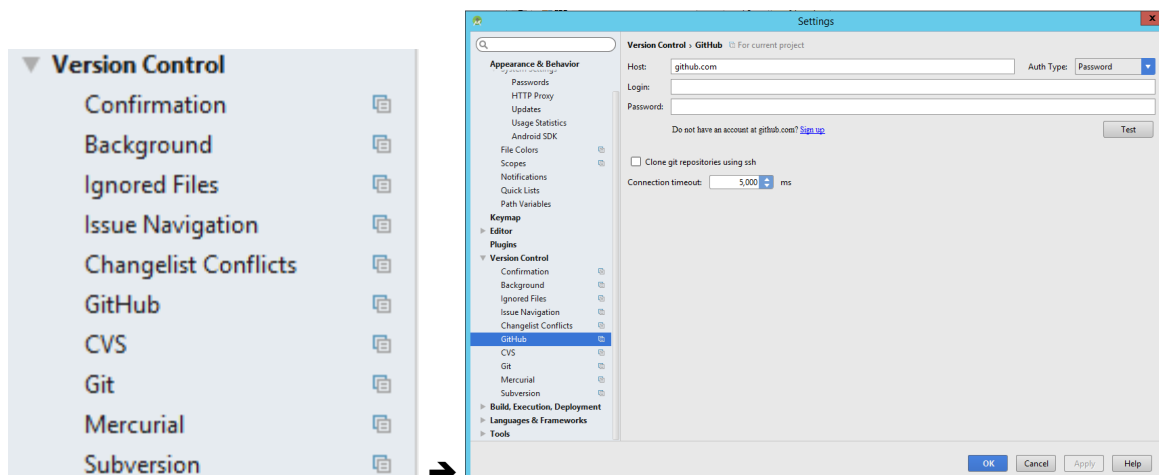 Version Control
Confirmation
Background
Ignored Files
Issue Navigation
Changelist Conflicts
GitHub
CVS
Git
Mercurial
Subversion
Settings
Appearance & Behavior
System Settings
Passwords
HTTP Proxy
Updates
Usage Statistics
Android SDK
File Colors
Scopes
Notifications
Quick Lists
Path Variables
Keymap
Editor
Plugins
Version Control
Confirmation
Background
Ignored Files
Issue Navigation
Changelist Conflicts
GitHub
CVS
Git
Mercurial
Subversion
Build, Execution, Deployment
Languages & Frameworks
Tools
Version Control › GitHub For current project
Host: github.com Auth Type: Password
Login:
Password:
Do not have an account at github.com? Sign up Test
Clone git repositories using ssh
Connection timeout: 5,000 ms
OK Cancel Apply Help